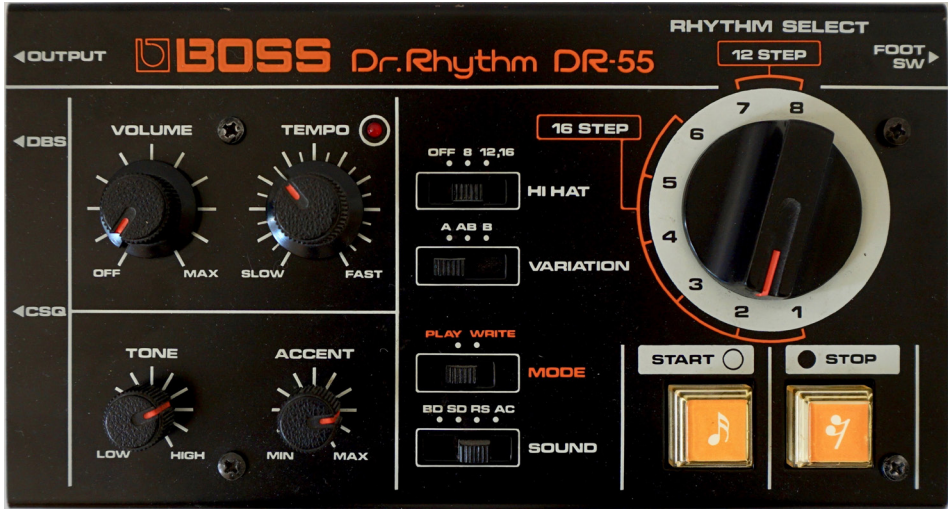 RHYTHM SELECT
◀OUTPUT
BOSS Dr.Rhythm DR-55
12 STEP
FOOT SW▶
◀DBS
VOLUME
TEMPO
16 STEP
7 8
6
5
4
3
2 1
OFF 8 12,16
HI HAT
A AB B
VARIATION
OFF MAX
SLOW FAST
◀CSQ
PLAY WRITE
MODE
TONE
ACCENT
START
STOP
BD SD RS AC
SOUND
LOW HIGH
MIN MAX